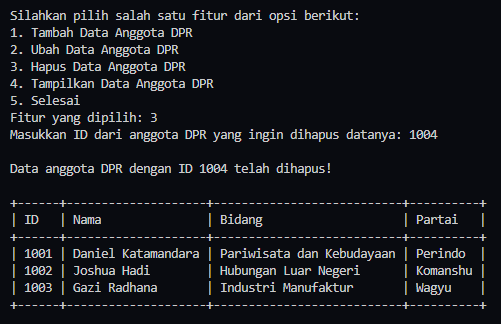 Silahkan pilih salah satu fitur dari opsi berikut:
1. Tambah Data Anggota DPR
2. Ubah Data Anggota DPR
3. Hapus Data Anggota DPR
4. Tampilkan Data Anggota DPR
5. Selesai
Fitur yang dipilih: 3
Masukkan ID dari anggota DPR yang ingin dihapus datanya: 1004
Data anggota DPR dengan ID 1004 telah dihapus!
+------+--------------------+--------------------------+----------+
| ID   | Nama               | Bidang                   | Partai   |
+------+--------------------+--------------------------+----------+
| 1001 | Daniel Katamandara | Pariwisata dan Kebudayaan | Perindo  |
| 1002 | Joshua Hadi        | Hubungan Luar Negeri     | Komanshu |
| 1003 | Gazi Radhana       | Industri Manufaktur      | Wagyu    |
+------+--------------------+--------------------------+----------+